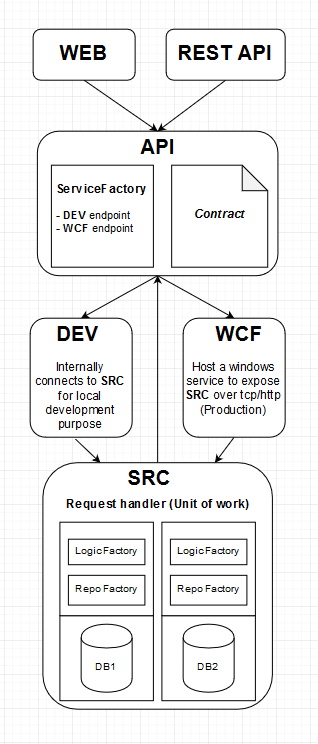 WEB
REST API
API
ServiceFactory
- DEV endpoint
- WCF endpoint
Contract
DEV
Internally
connects to SRC
for local
development
purpose
WCF
Host a windows
service to expose
SRC over tcp/http
(Production)
SRC
Request handler (Unit of work)
Logic Factory
Repo Factory
DB1
Logic Factory
Repo Factory
DB2